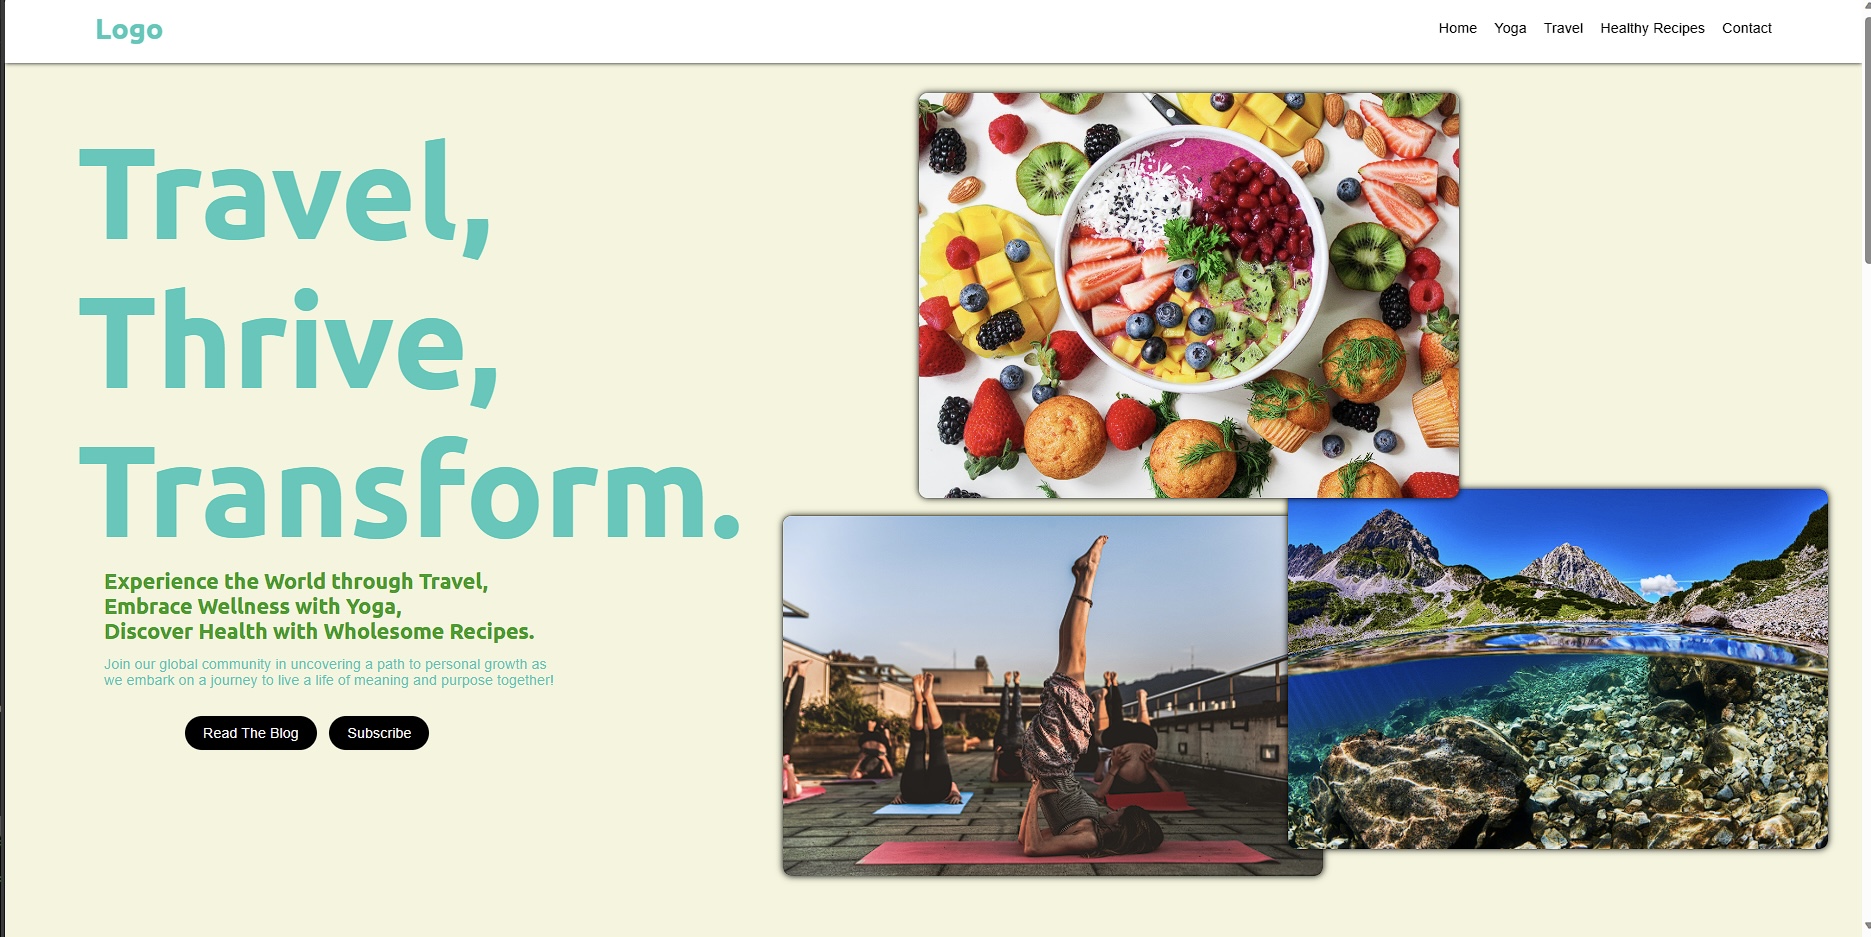 Logo
Home Yoga Travel Healthy Recipes Contact
Travel,
Thrive,
Transform.
Experience the World through Travel,
Embrace Wellness with Yoga,
Discover Health with Wholesome Recipes.
Join our global community in uncovering a path to personal growth as
we embark on a journey to live a life of meaning and purpose together!
Read The Blog Subscribe